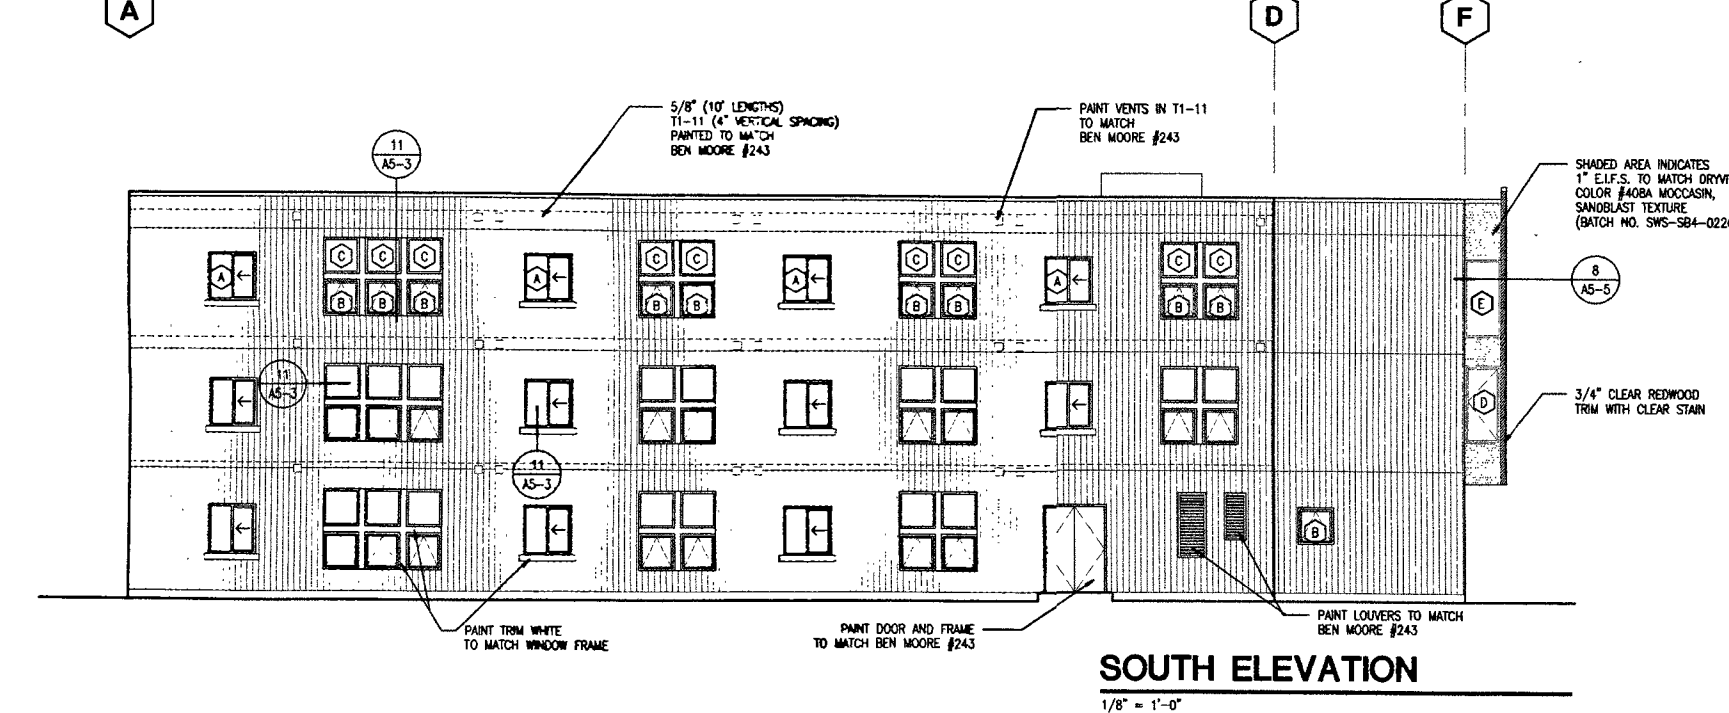 A
D
F
5/8" (10' LENGTHS)
T1-11 (4" VERTICAL SPACING)
PAINTED TO MATCH
BEN MOORE #243
PAINT VENTS IN T1-11
TO MATCH
BEN MOORE #243
SHADED AREA INDICATES
1" E.I.F.S. TO MATCH
COLOR #408A MOCCASIN,
SANDBLAST TEXTURE
(BATCH NO.
11
A5-3
8
A5-5
C C C
C C
C C
C C
A
A
A
A
B B B
B B
B B
B B
E
11
A5-3
D
3/4" CLEAR REDWOOD
TRIM WITH CLEAR STAIN
11
A5-3
B
PAINT TRIM WHITE
TO MATCH WINDOW FRAME
PAINT DOOR AND FRAME
TO MATCH BEN MOORE #243
PAINT LOUVERS TO MATCH
BEN MOORE #243
SOUTH ELEVATION
1/8" = 1'-0"